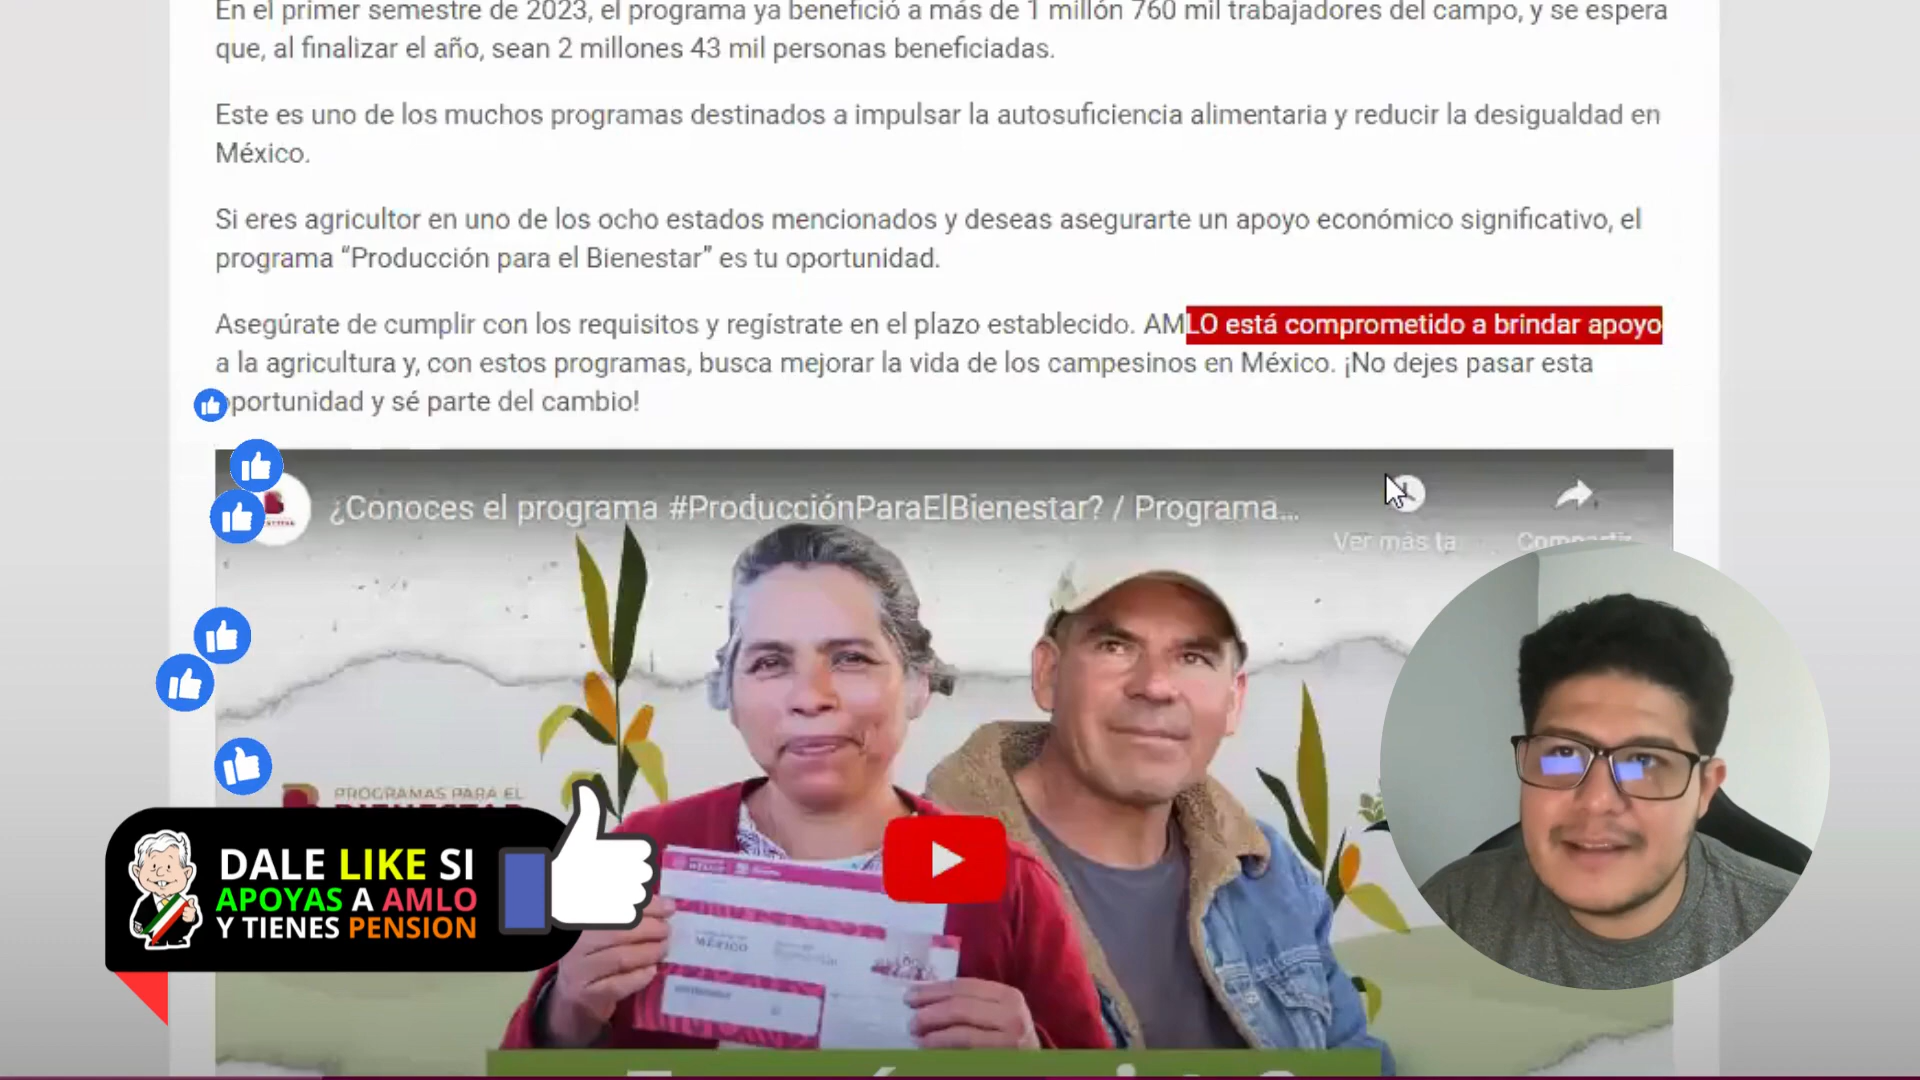 En el primer semestre de 2023, el programa ya benefició a más de 1 millón 760 mil trabajadores del campo, y se espera
que, al finalizar el año, sean 2 millones 43 mil personas beneficiadas.
Este es uno de los muchos programas destinados a impulsar la autosuficiencia alimentaria y reducir la desigualdad en
México.
Si eres agricultor en uno de los ocho estados mencionados y deseas asegurarte un apoyo económico significativo, el
programa “Producción para el Bienestar” es tu oportunidad.
Asegúrate de cumplir con los requisitos y regístrate en el plazo establecido. AMLO está comprometido a brindar apoyo
a la agricultura y, con estos programas, busca mejorar la vida de los campesinos en México. ¡No dejes pasar esta
oportunidad y sé parte del cambio!
¿Conoces el programa #ProducciónParaElBienestar? / Programa...
Ver más ta
Compartir
PROGRAMAS PARA EL
BIENESTAR
DALE LIKE SI
APOYAS A AMLO
Y TIENES PENSION
MÉXICO